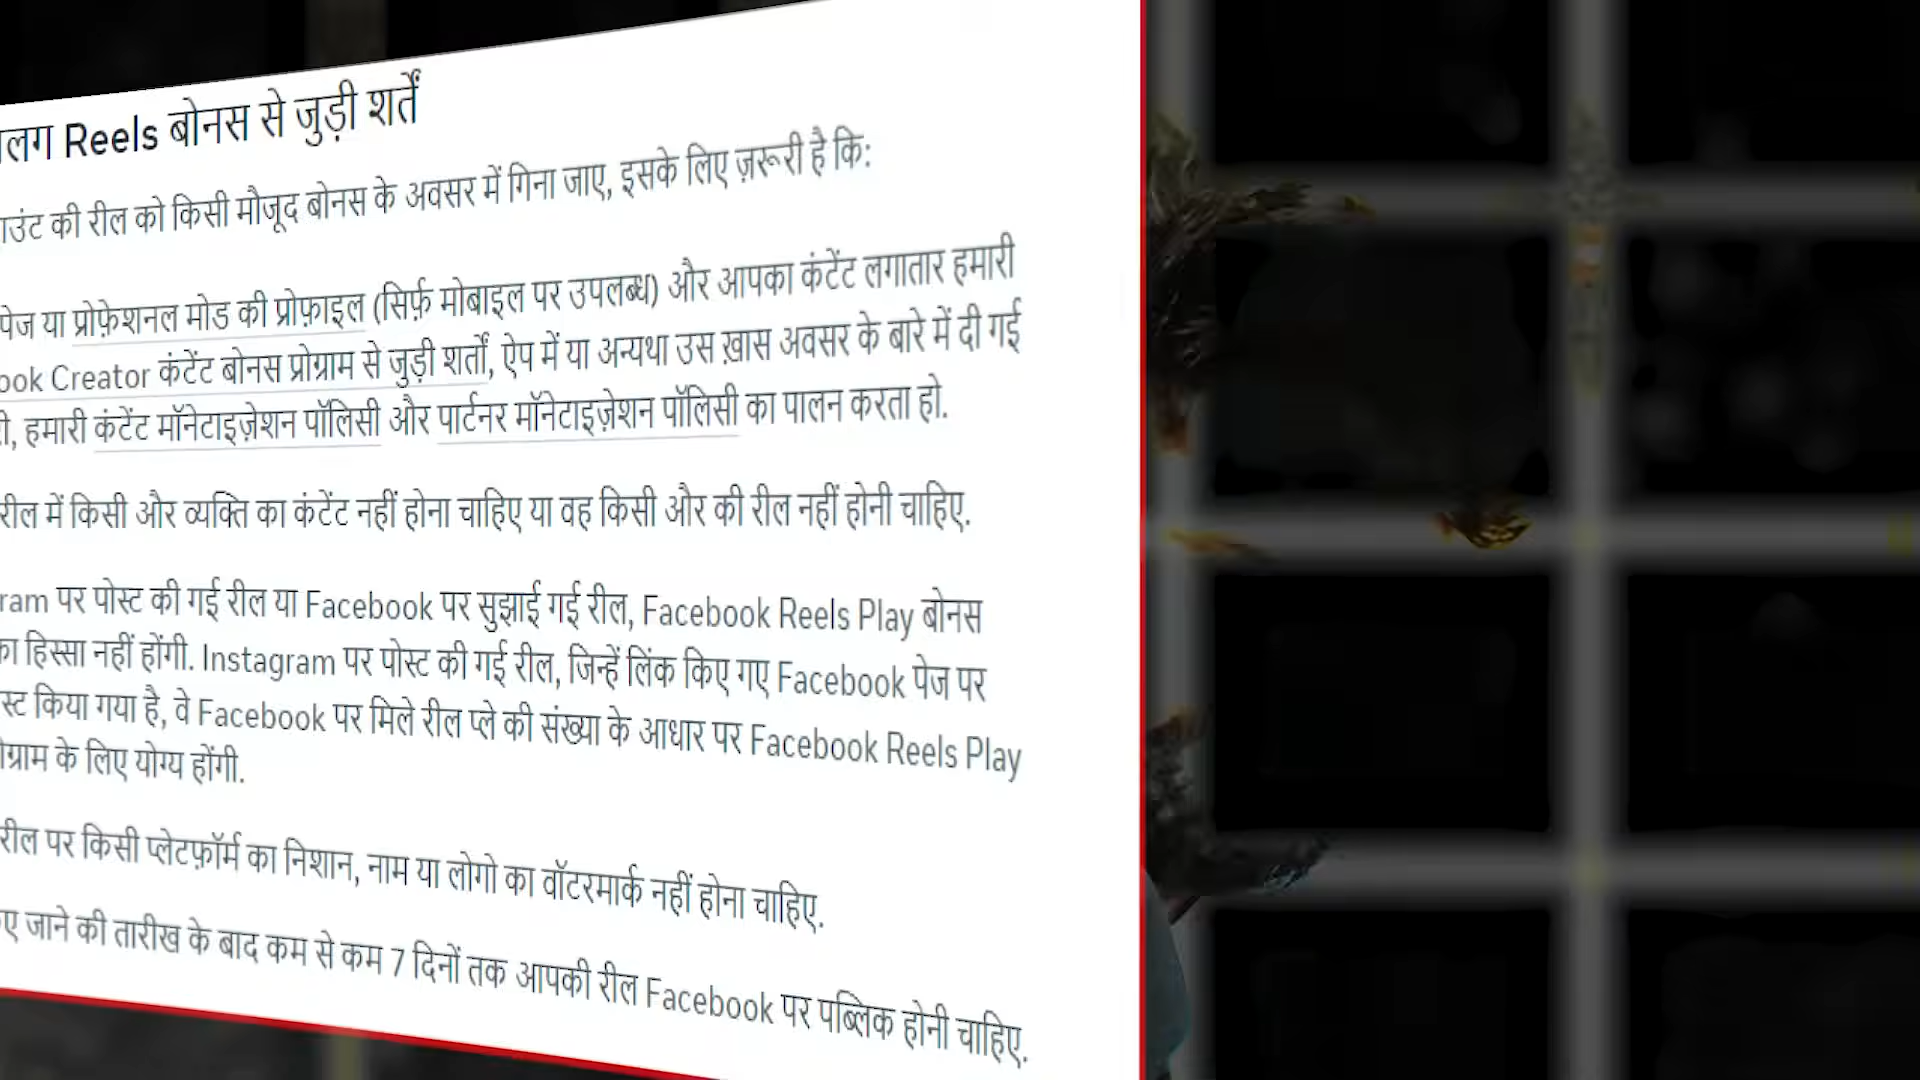 Reels बोनस से जुड़ी शर्तें
की रील को किसी मौजूद बोनस के अवसर में गिना जाए, इसके लिए ज़रूरी है कि:
पेज या प्रोफ़ेशनल मोड की प्रोफ़ाइल (सिर्फ़ मोबाइल पर उपलब्ध) और आपका कंटेंट लगातार हमारी
Creator कंटेंट बोनस प्रोग्राम से जुड़ी शर्तों, ऐप में या अन्यथा उस ख़ास अवसर के बारे में दी गई
हमारी कंटेंट मॉनेटाइज़ेशन पॉलिसी और पार्टनर मॉनेटाइज़ेशन पॉलिसी का पालन करता हो.
रील में किसी और व्यक्ति का कंटेंट नहीं होना चाहिए या वह किसी और की रील नहीं होनी चाहिए.
पर पोस्ट की गई रील या Facebook पर सुझाई गई रील, Facebook Reels Play बोनस
हिस्सा नहीं होंगी. Instagram पर पोस्ट की गई रील, जिन्हें लिंक किए गए Facebook पेज पर
किया गया है, वे Facebook पर मिले रील प्ले की संख्या के आधार पर Facebook Reels Play
के लिए योग्य होंगी.
रील पर किसी प्लेटफ़ॉर्म का निशान, नाम या लोगो का वॉटरमार्क नहीं होना चाहिए.
जाने की तारीख के बाद कम से कम 7 दिनों तक आपकी रील Facebook पर पब्लिक होनी चाहिए.